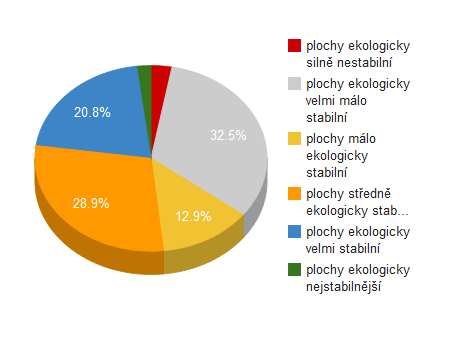 plochy ekologicky
silně nestabilní
plochy ekologicky
velmi málo
stabilní
plochy málo
ekologicky
stabilní
plochy středně
ekologicky stab...
plochy ekologicky
velmi stabilní
plochy ekologicky
nejstabilnější
20.8%
32.5%
28.9%
12.9%